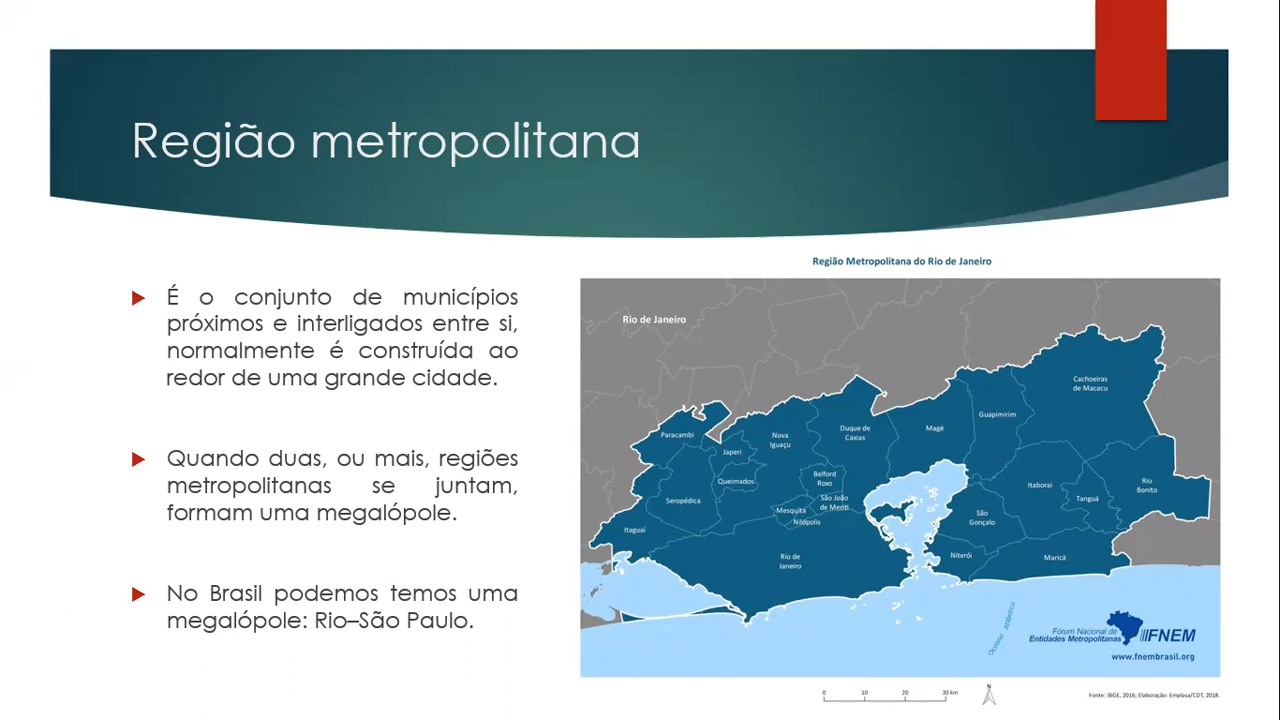 Região metropolitana
É o conjunto de municípios
próximos e interligados entre si,
normalmente é construída ao
redor de uma grande cidade.
Quando duas, ou mais, regiões
metropolitanas se juntam,
formam uma megalópole.
No Brasil podemos temos uma
megalópole: Rio–São Paulo.
Região Metropolitana do Rio de Janeiro
Rio de Janeiro
Cachoeiras
de Macacu
Guapimirim
Magé
Duque de
Caxias
Nova
Iguaçu
Paracambi
Japeri
Queimados
Belford
Roxo
Seropédica
São João
de Meriti
Mesquita
Nilópolis
Itaguaí
Rio de
Janeiro
Itaboraí
Tanguá
Rio
Bonito
São
Gonçalo
Niterói
Maricá
Oceano Atlântico
Fórum Nacional de
Entidades Metropolitanas
FNEM
www.fnembrasil.org
0 10 20 30 km
N
Fonte: IBGE, 2016; Elaboração: Emplasa/CDT, 2018.